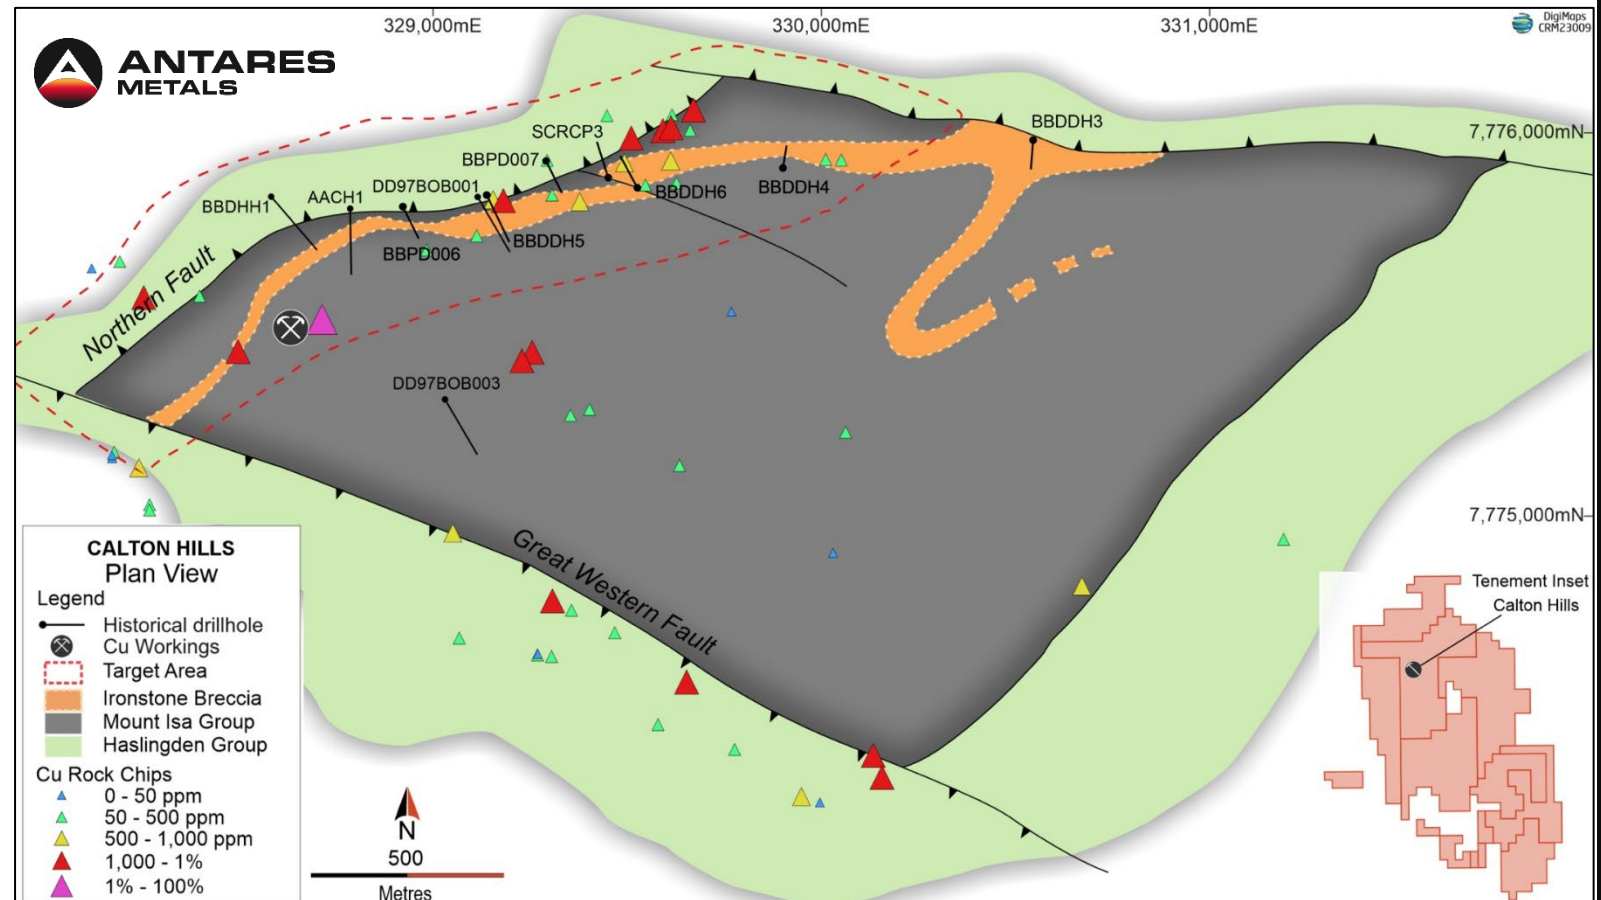 329,000mE
330,000mE
331,000mE
DigiMaps
CRM23009
ANTARES
METALS
7,776,000mN
BBDDH3
SCRCP3
BBPD007
DD97BOB001
AACH1
BBDHH1
BBDDH6
BBDDH4
BBDDH5
BBPD006
Northern Fault
DD97BOB003
7,775,000mN
Great Western Fault
CALTON HILLS
Plan View
Legend
Historical drillhole
Cu Workings
Target Area
Ironstone Breccia
Mount Isa Group
Haslingden Group
Cu Rock Chips
0 - 50 ppm
50 - 500 ppm
500 - 1,000 ppm
1,000 - 1%
1% - 100%
N
500
Metres
Tenement Inset
Calton Hills